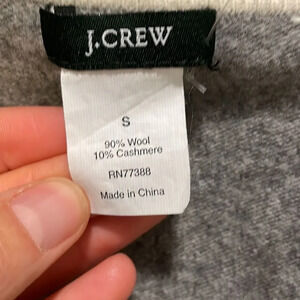 J.CREW
S
90% Wool
10% Cashmere
RN77388
Made in China